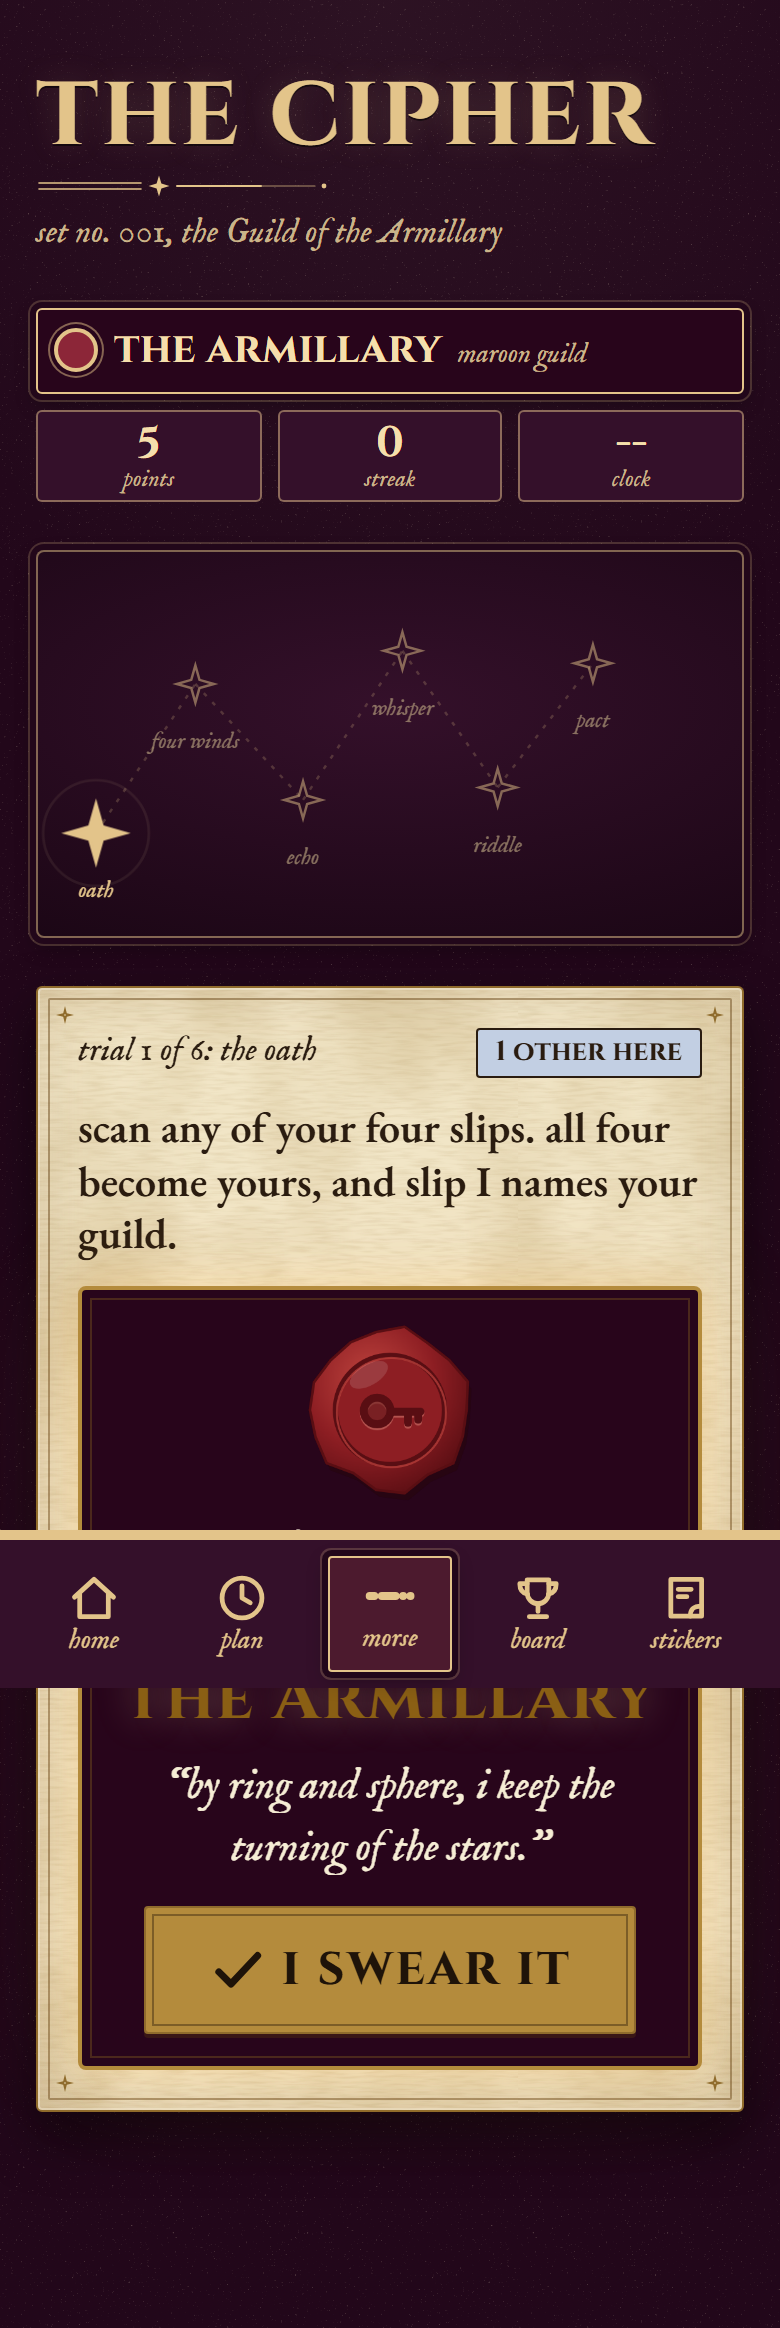 THE CIPHER
set no. 001, the Guild of the Armillary
THE ARMILLARY maroon guild
5
points
0
streak
--
clock
whisper
pact
four winds
echo
riddle
oath
trial 1 of 6: the oath
1 OTHER HERE
scan any of your four slips. all four
become yours, and slip I names your
guild.
home
plan
morse
board
stickers
THE ARMILLARY
“by ring and sphere, i keep the
turning of the stars.”
I SWEAR IT